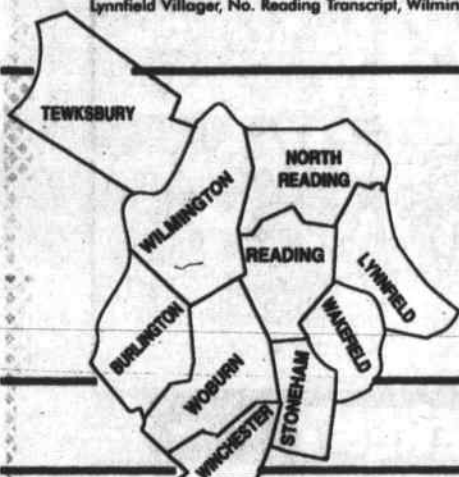 Lynnfield Villager, No. Reading Transcript, Wilmin
TEWKSBURY
NORTH
READING
WILMINGTON
READING
LYNNFIELD
BURLINGTON
WAKEFIELD
WOBURN
STONEHAM
WINCHESTER